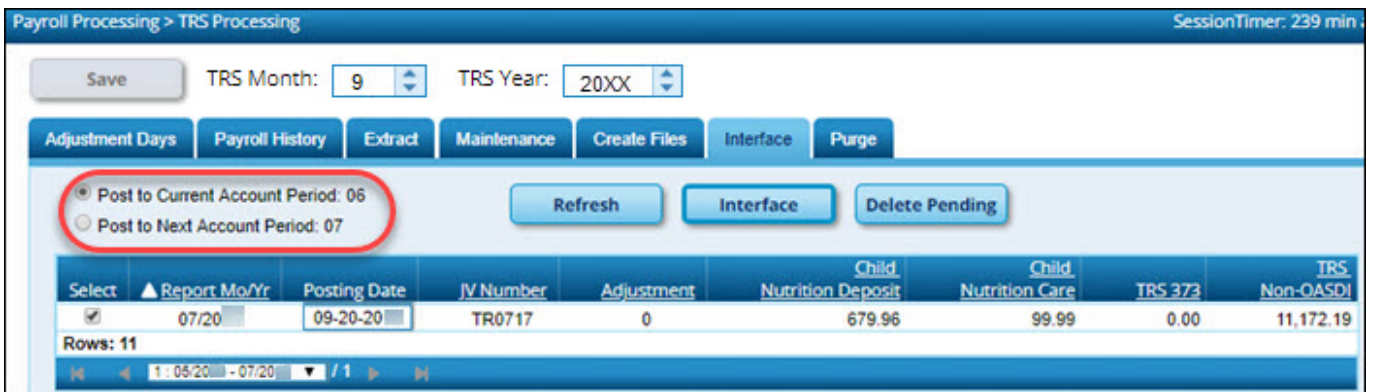 Payroll Processing > TRS Processing SessionTimer: 239 min
Save TRS Month: 9 TRS Year: 20XX
Adjustment Days Payroll History Extract Maintenance Create Files Interface Purge
Post to Current Account Period: 06
Refresh Interface Delete Pending
Post to Next Account Period: 07
Child Child TRS
Select Report Mo/Yr Posting Date JV Number Adjustment Nutrition Deposit Nutrition Care TRS 373 Non-OASDI
07/20 09-20-20 TR0717 0 679.96 99.99 0.00 11,172.19
Rows: 11
1 : 05/20 - 07/20 / 1